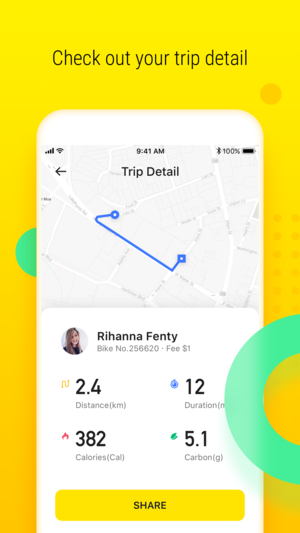 Check out your trip detail
9:41 AM
100%
Trip Detail
Rihanna Fenty
Bike No.256620 · Fee $1
2.4
Distance(km)
12
382
Calories(Cal)
5.1
Carbon(g)
SHARE